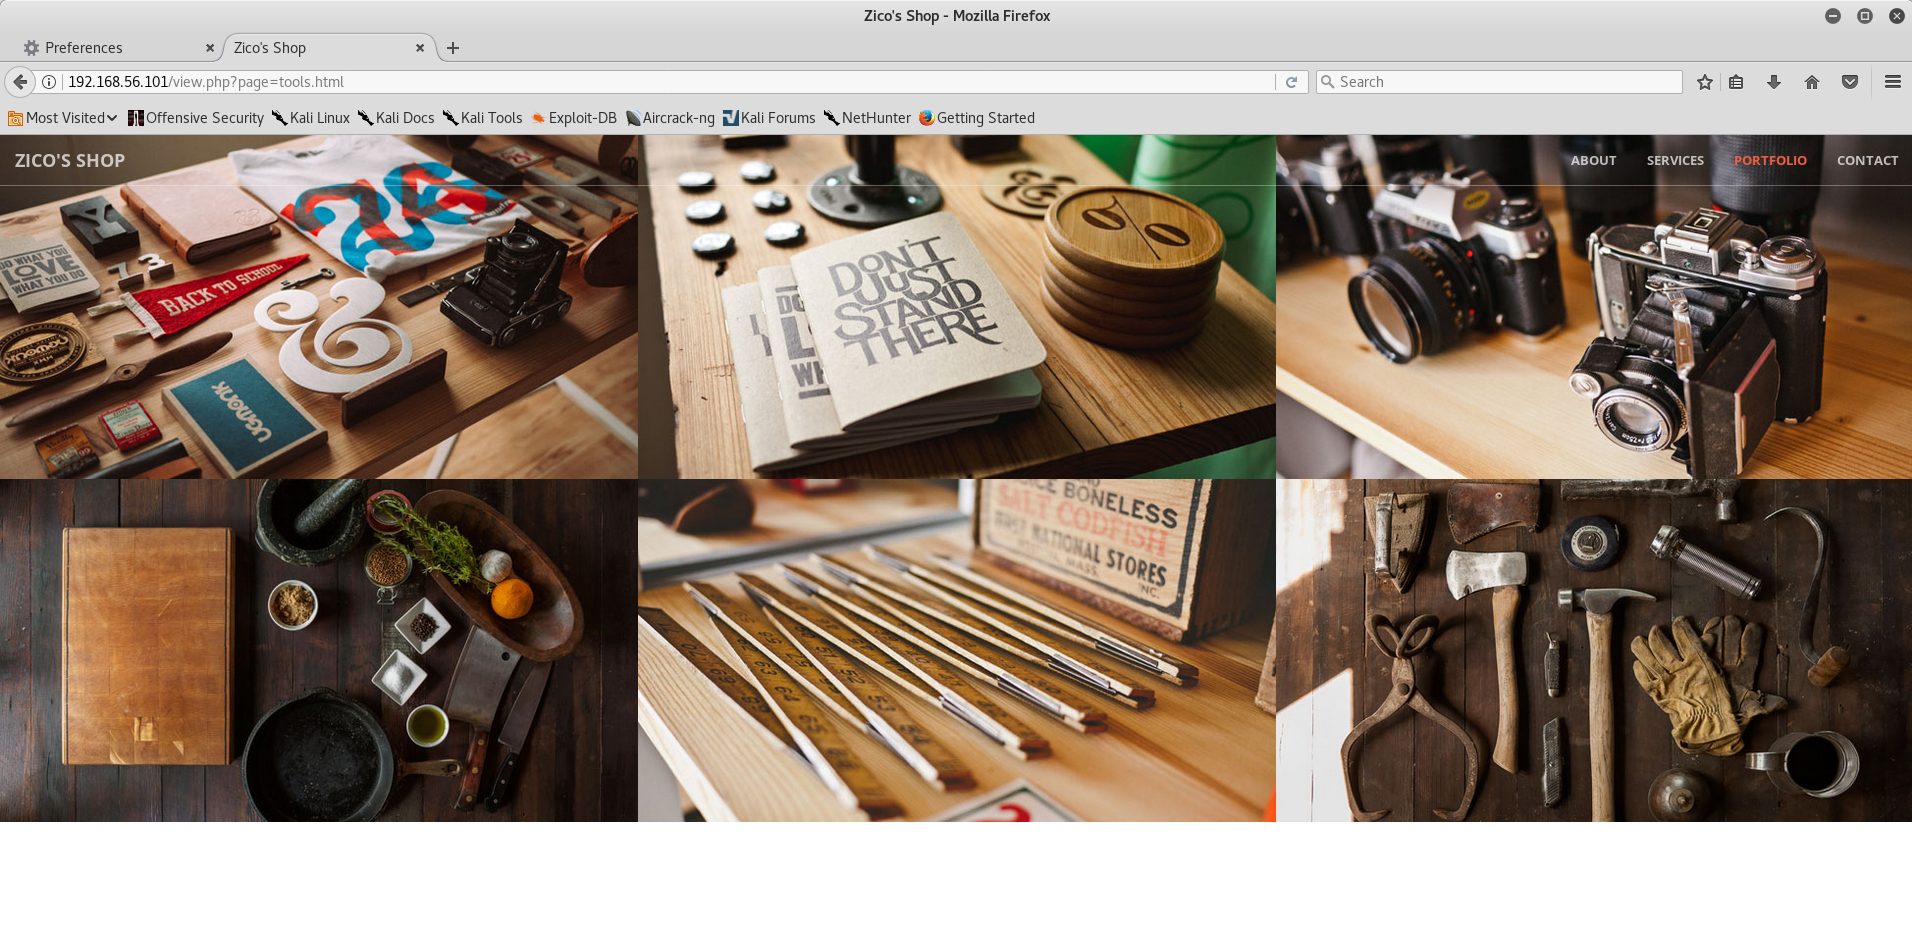 Zico's Shop - Mozilla Firefox
Preferences
Zico's Shop
192.168.56.101/view.php?page=tools.html
Search
Most Visited
Offensive Security
Kali Linux
Kali Docs
Kali Tools
Exploit-DB
Aircrack-ng
Kali Forums
NetHunter
Getting Started
ZICO'S SHOP
ABOUT
SERVICES
PORTFOLIO
CONTACT
Y
DO WHAT YOU
LOVE
WHAT YOU DO
13
BACK TO SCHOOL
&
UGMONK
DON'T
JUST
STAND
THERE
%
&
BONELESS
SALT CODFISH
NATIONAL STORES
INC.